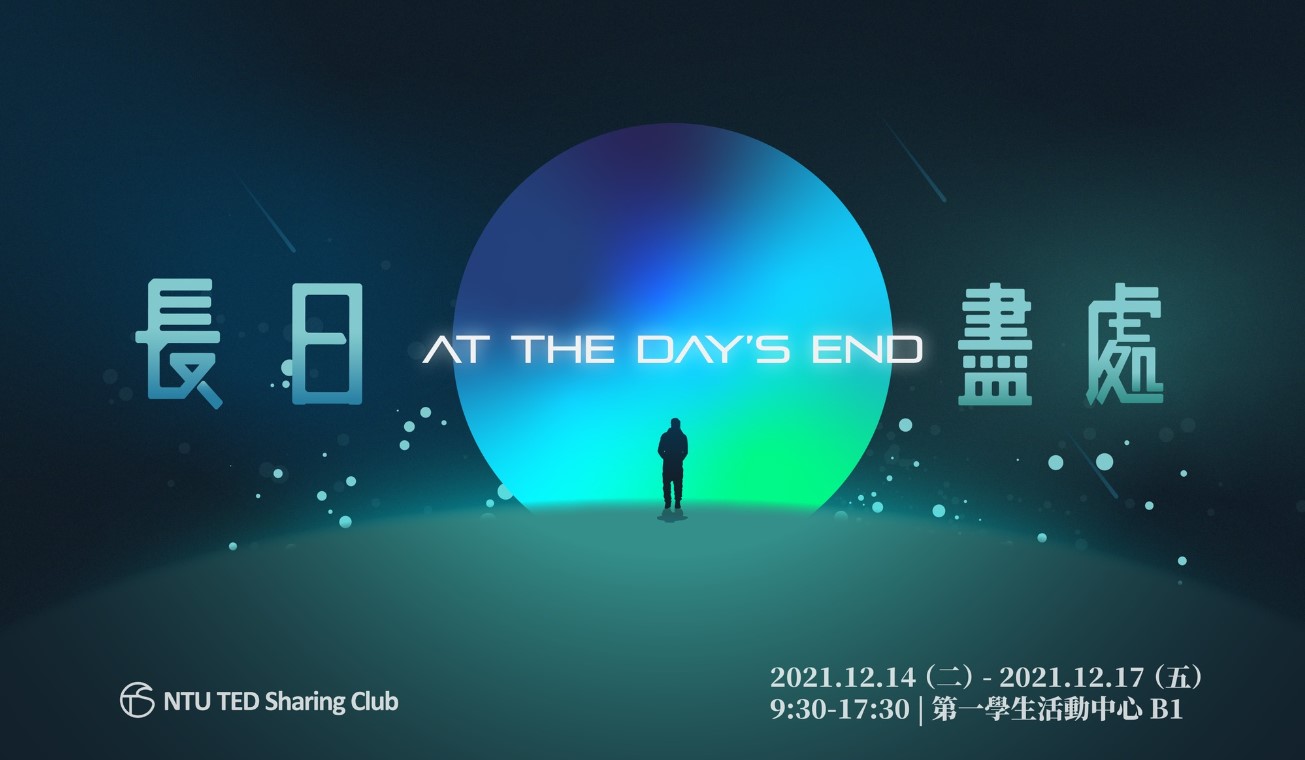 長日 AT THE DAY'S END 盡處
NTU TED Sharing Club
2021.12.14（二）- 2021.12.17（五）
9:30-17:30 | 第一學生活動中心 B1